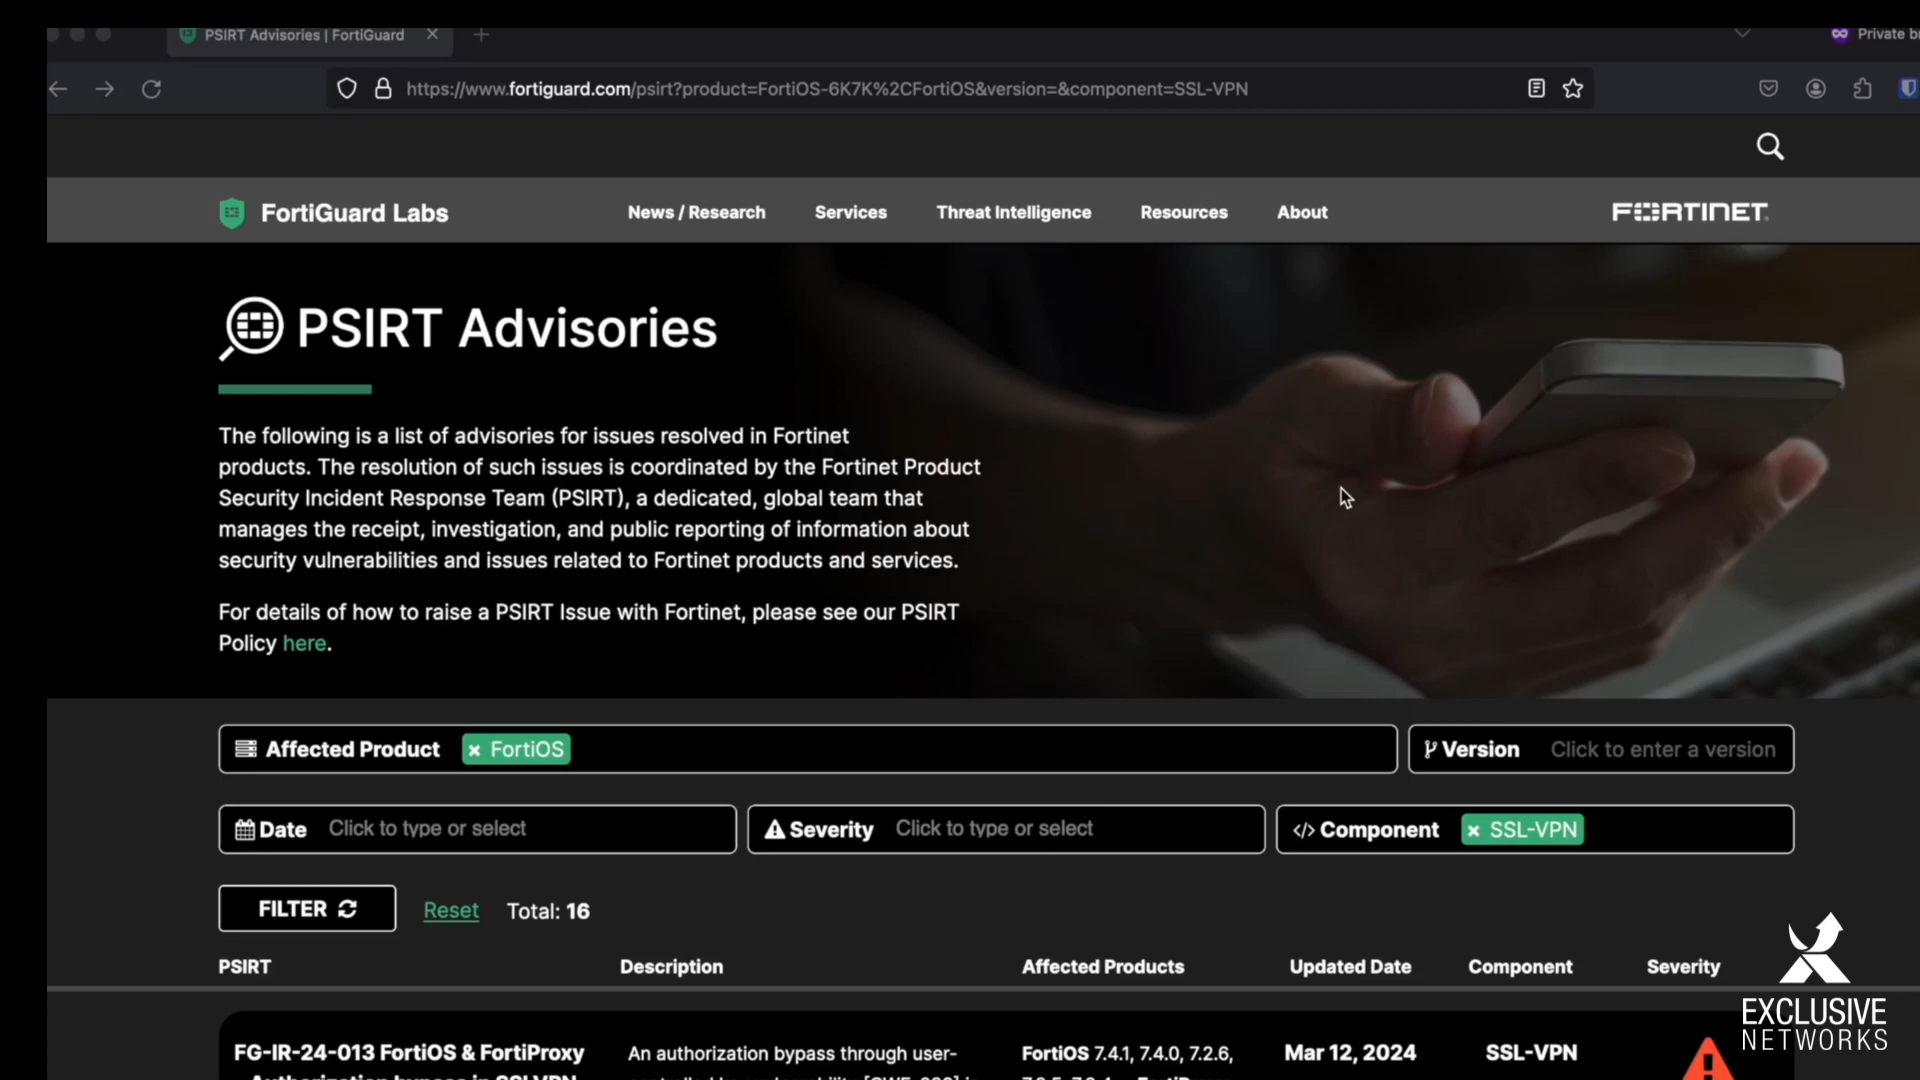 PSIRT Advisories | FortiGuard
https://www.fortiguard.com/psirt?product=FortiOS-6K7K%2CFortiOS&version=&component=SSL-VPN
FortiGuard Labs
News / Research
Services
Threat Intelligence
Resources
About
FORTINET
PSIRT Advisories
The following is a list of advisories for issues resolved in Fortinet
products. The resolution of such issues is coordinated by the Fortinet Product
Security Incident Response Team (PSIRT), a dedicated, global team that
manages the receipt, investigation, and public reporting of information about
security vulnerabilities and issues related to Fortinet products and services.
For details of how to raise a PSIRT Issue with Fortinet, please see our PSIRT
Policy here.
Affected Product × FortiOS
Version Click to enter a version
Date Click to type or select
Severity Click to type or select
</> Component × SSL-VPN
FILTER
Reset
Total: 16
PSIRT
Description
Affected Products
Updated Date
Component
Severity
FG-IR-24-013 FortiOS & FortiProxy
An authorization bypass through user-
FortiOS 7.4.1, 7.4.0, 7.2.6,
Mar 12, 2024
SSL-VPN
EXCLUSIVE
NETWORKS